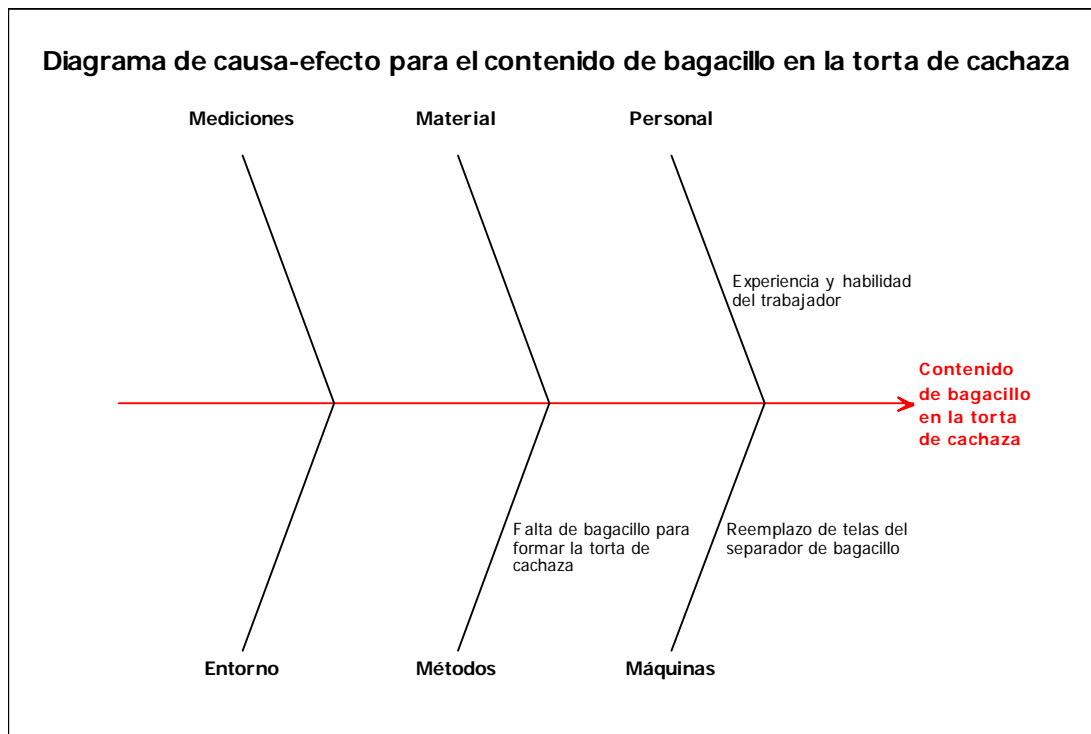 Diagrama de causa-efecto para el contenido de bagacillo en la torta de cachaza
Mediciones
Material
Personal
Experiencia y habilidad
del trabajador
Contenido
de bagacillo
en la torta
de cachaza
Falta de bagacillo para
formar la torta de
cachaza
Reemplazo de telas del
separador de bagacillo
Entorno
Métodos
Máquinas